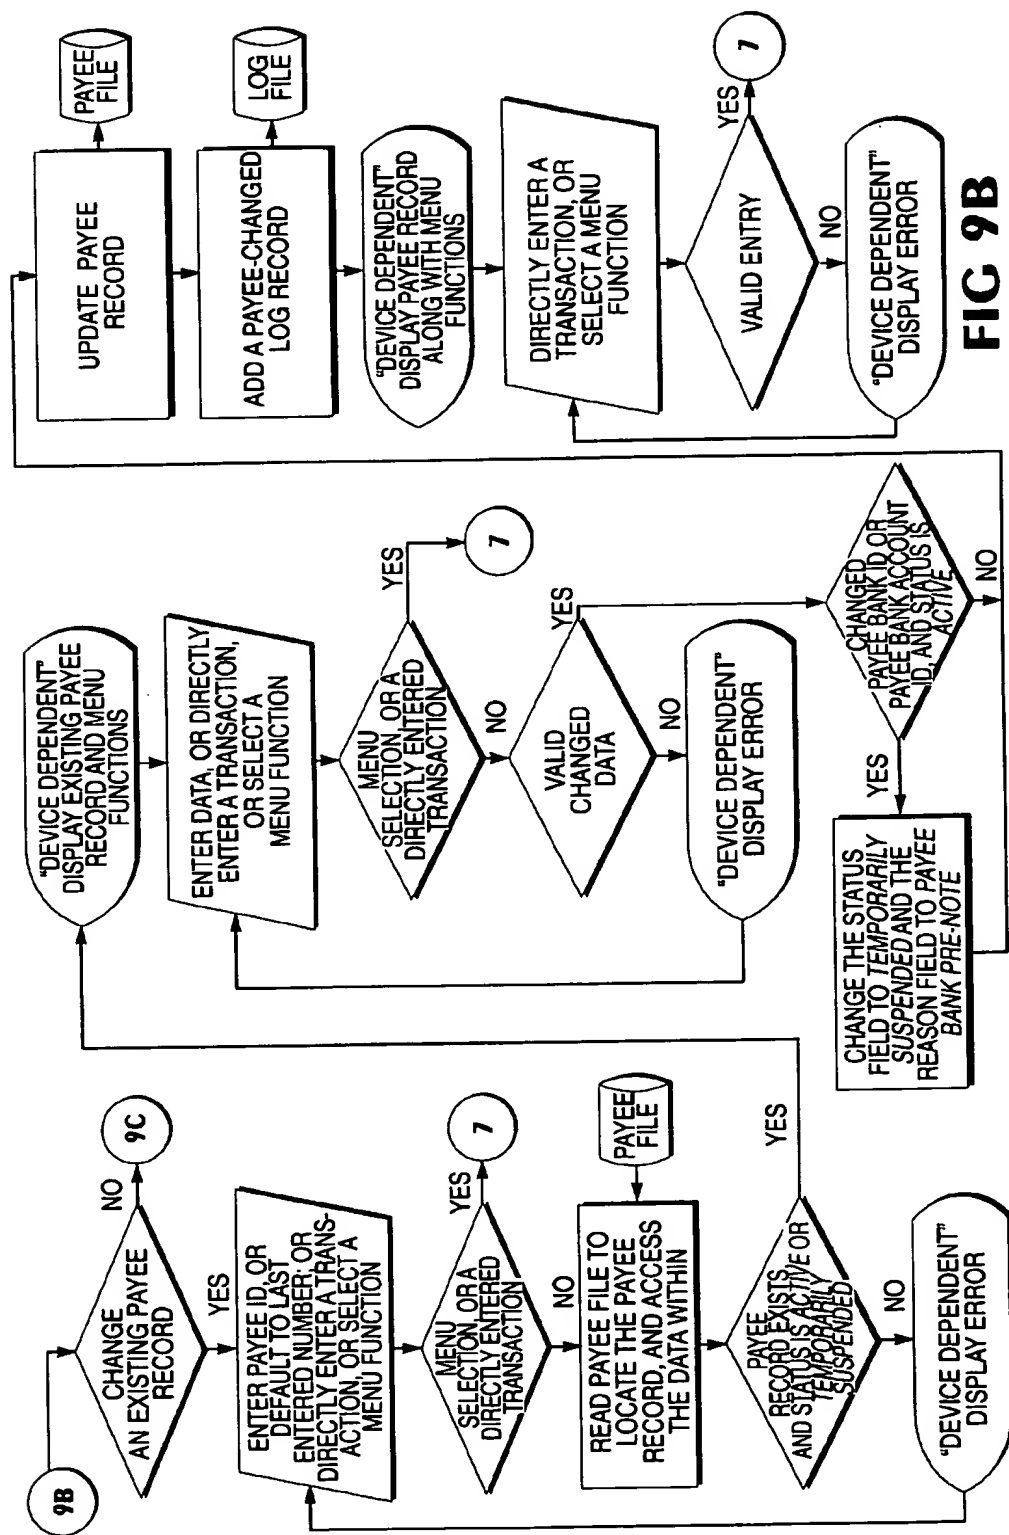 9B
CHANGE
AN EXISTING PAYEE
RECORD
NO
9C
YES
ENTER PAYEE ID, OR
DEFAULT TO LAST
ENTERED NUMBER; OR
DIRECTLY ENTER A TRANS-
ACTION, OR SELECT A
MENU FUNCTION
MENU
SELECTION, OR A
DIRECTLY ENTERED
TRANSACTION
YES
7
NO
READ PAYEE FILE TO
LOCATE THE PAYEE
RECORD, AND ACCESS
THE DATA WITHIN
PAYEE
FILE
PAYEE
RECORD EXISTS
AND STATUS ACTIVE OR
TEMPORARILY
SUSPENDED
YES
NO
"DEVICE DEPENDENT"
DISPLAY ERROR
"DEVICE DEPENDENT"
DISPLAY EXISTING PAYEE
RECORD AND MENU
FUNCTIONS
ENTER DATA, OR DIRECTLY
ENTER A TRANSACTION,
OR SELECT A
MENU FUNCTION
MENU
SELECTION, OR A
DIRECTLY ENTERED
TRANSACTION
YES
7
NO
VALID
CHANGED
DATA
YES
NO
"DEVICE DEPENDENT"
DISPLAY ERROR
CHANGED
PAYEE BANK ID OR
PAYEE BANK ACCOUNT
ID, AND STATUS IS
ACTIVE
YES
NO
CHANGE THE STATUS
FIELD TO TEMPORARILY
SUSPENDED AND THE
REASON FIELD TO PAYEE
BANK PRE-NOTE
UPDATE PAYEE
RECORD
PAYEE
FILE
ADD A PAYEE-CHANGED
LOG RECORD
LOG
FILE
"DEVICE DEPENDENT"
DISPLAY PAYEE RECORD
ALONG WITH MENU
FUNCTIONS
DIRECTLY ENTER A
TRANSACTION, OR
SELECT A MENU
FUNCTION
VALID ENTRY
YES
7
NO
"DEVICE DEPENDENT"
DISPLAY ERROR
FIG 9B